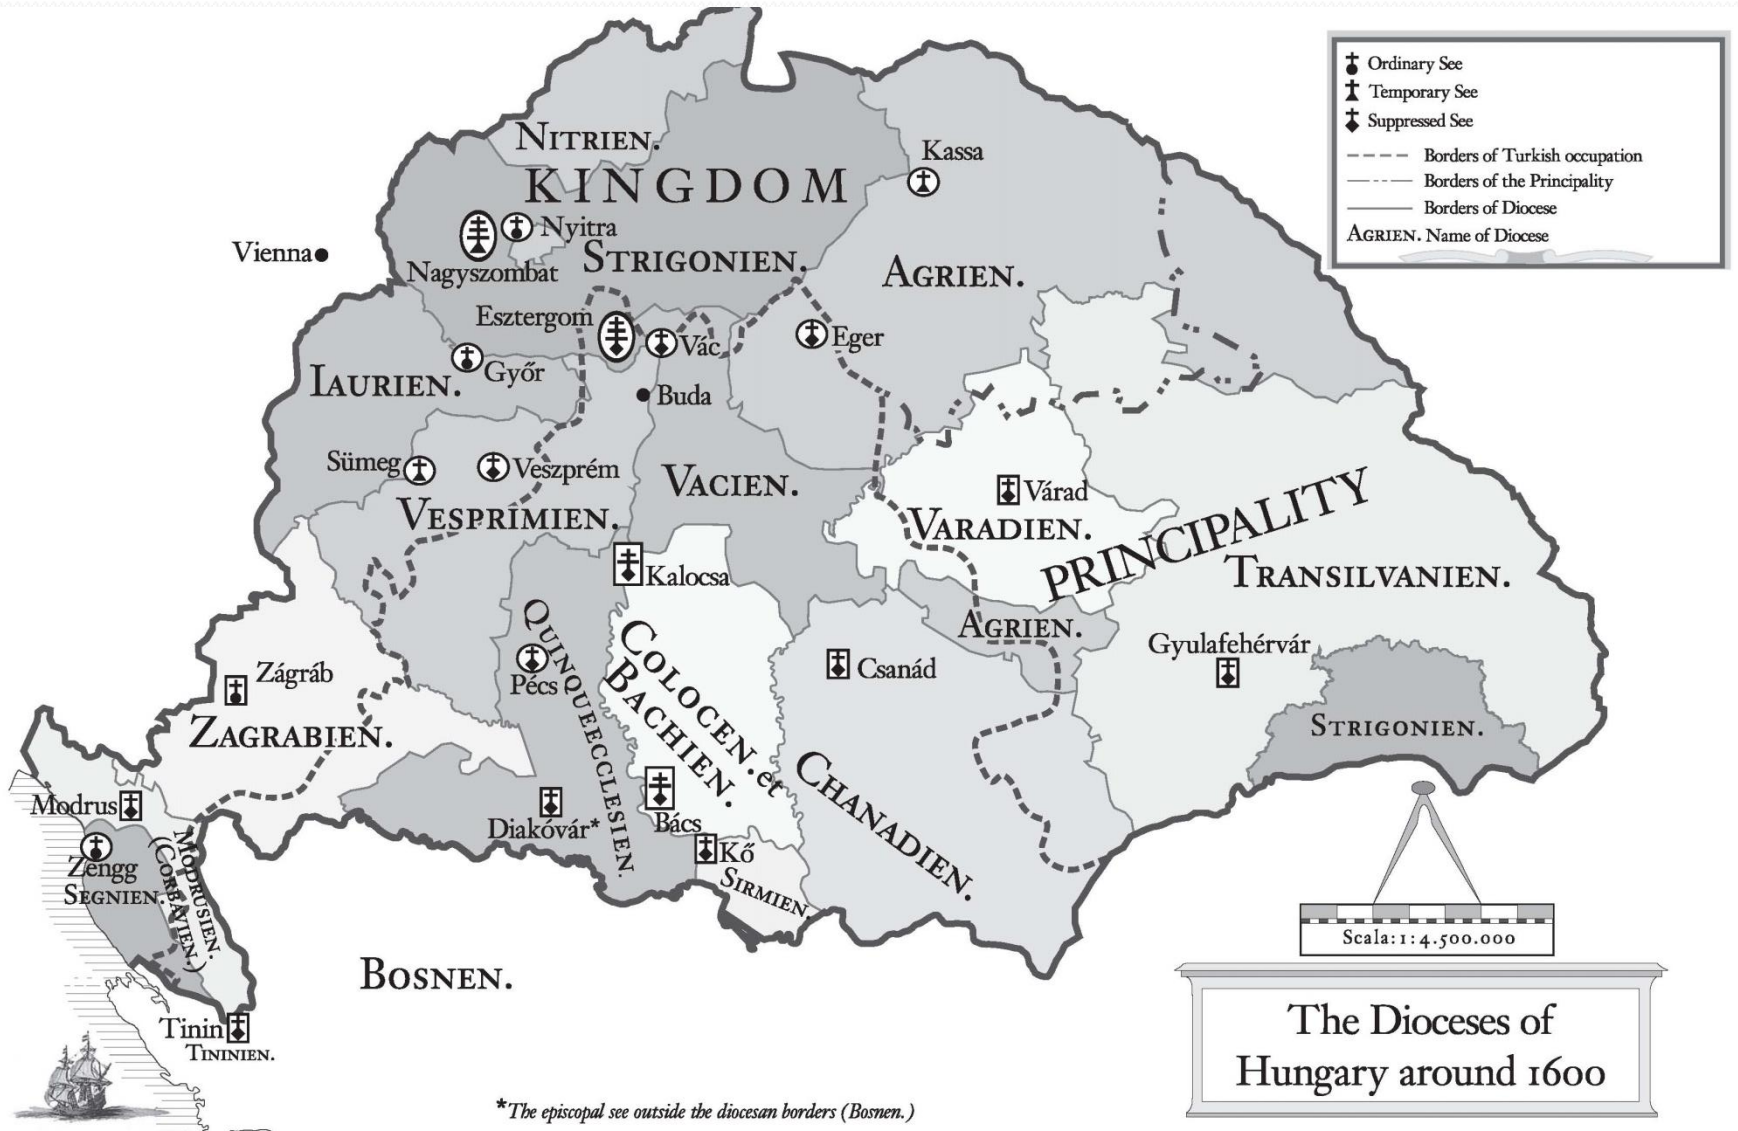 Ordinary See
Temporary See
Suppressed See
Borders of Turkish occupation
Borders of the Principality
Borders of Diocese
AGRIEN. Name of Diocese
NITRIEN.
KINGDOM
Kassa
Nyitra
Vienna
Nagyszombat
STRIGONIEN.
AGRIEN.
Esztergom
Vác
Eger
IAURIEN.
Győr
Buda
Sümeg
Veszprém
VACIEN.
Várad
VESPRIMIEN.
VARADIEN.
PRINCIPALITY
TRANSILVANIEN.
Kalocsa
QUINQUEECCLESIEN.
COLOCEN. et
BACHIEN.
AGRIEN.
Gyulafehérvár
Csanád
Pécs
Zágráb
ZAGRABIEN.
STRIGONIEN.
CHANADIEN.
Modrus
Diakóvár*
Bács
Kő
SIRMIEN.
Zengg
SEGNIEN.
MODRUSIEN.
(CORBAVIEN.)
BOSNEN.
Tinin
TININIEN.
Scala: 1:4.500.000
The Dioceses of
Hungary around 1600
*The episcopal see outside the diocesan borders (Bosnen.)